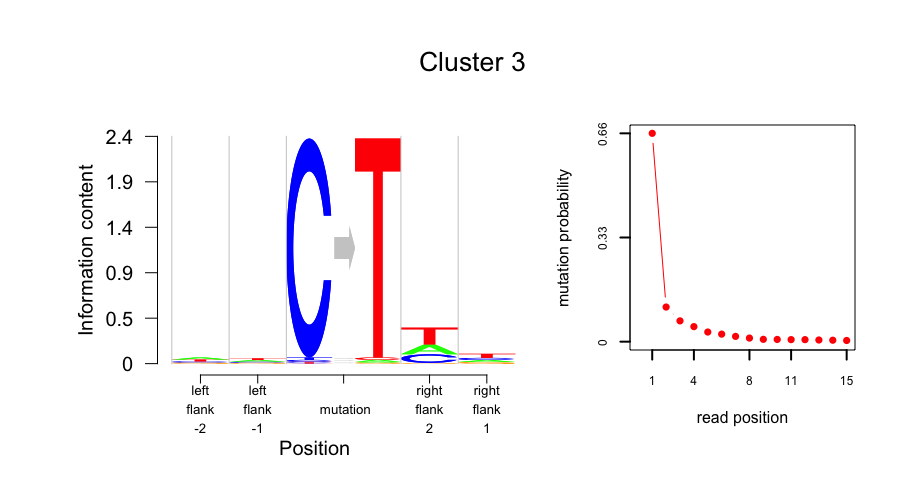 Cluster 3
Information content
2.4
1.9
1.4
0.9
0.5
0
C
T
T
A
C
left flank -2
left flank -1
mutation
right flank 2
right flank 1
Position
mutation probability
0.66
0.33
0
1 4 8 11 15
read position